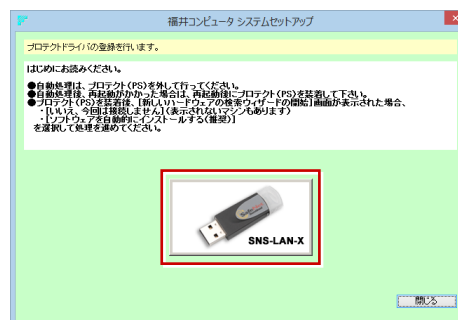 福井コンピュータ システムセットアップ
プロテクトドライバの登録を行います。
はじめにお読みください。
●自動処理は、プロテクト(PS)を外して行ってください。
●自動処理後、再起動がかかった場合は、再起動後にプロテクト(PS)を装着して下さい。
●プロテクト(PS)を装着後、[新しいハードウェアの検索ウィザードの開始]画面が表示された場合、
・[いいえ、今回は接続しません](表示されないマシンもあります)
・[ソフトウェアを自動的にインストールする(推奨)]
を選択して処理を進めてください。
SNS-LAN-X
閉じる